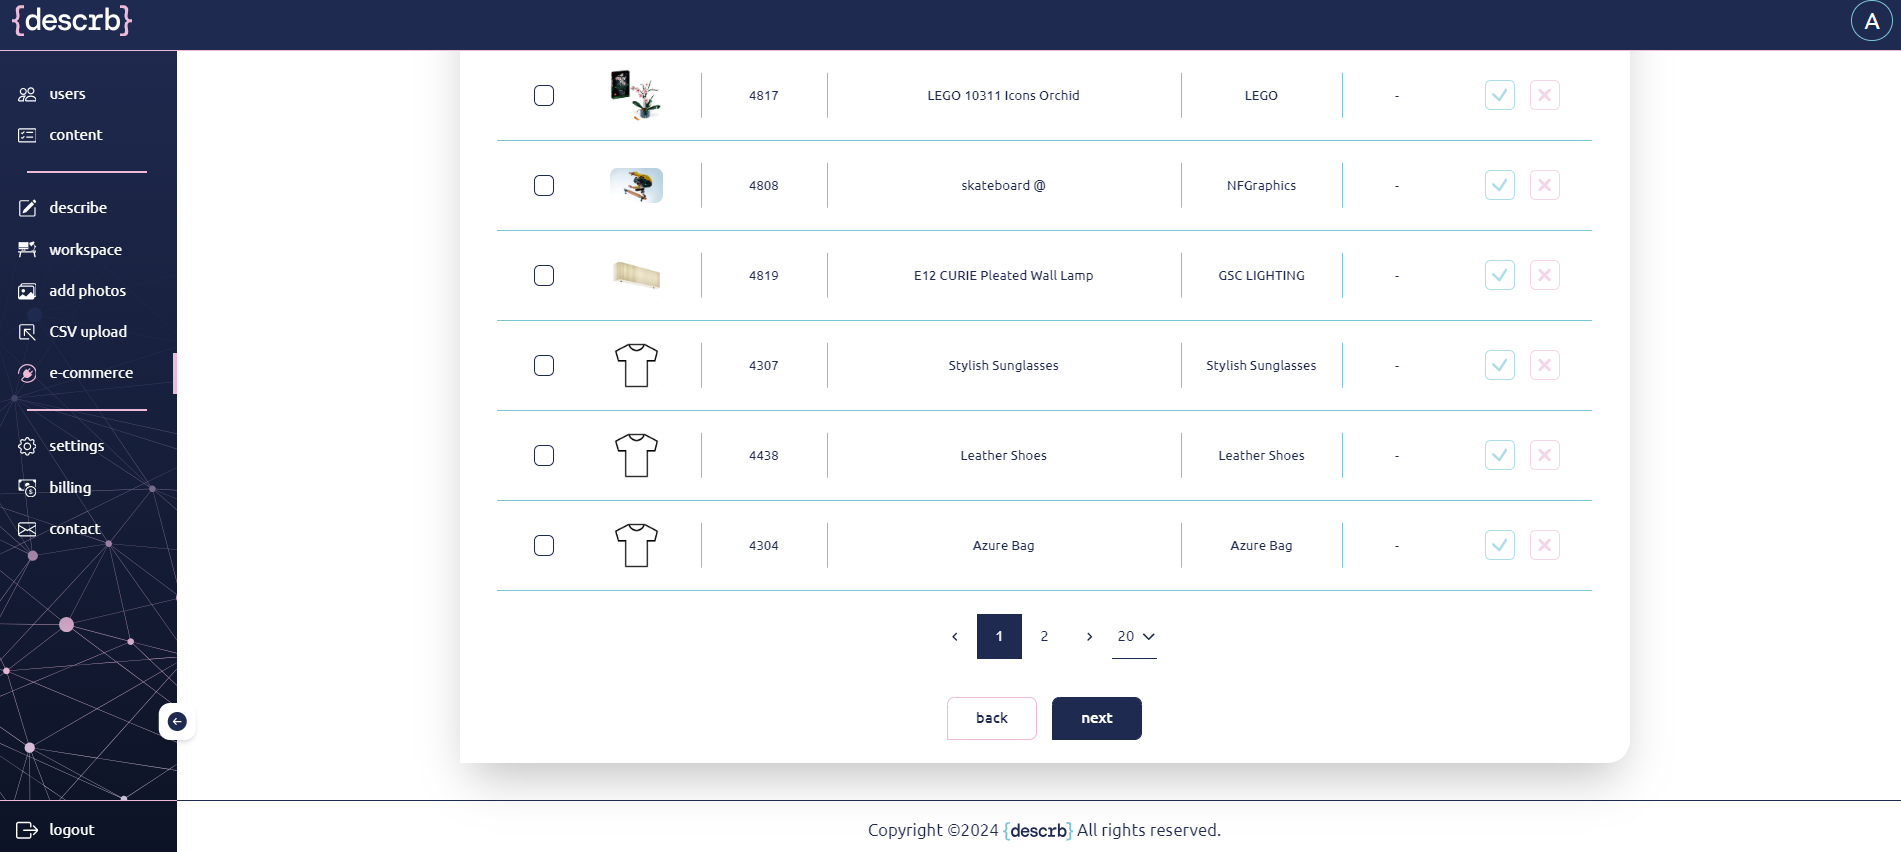 {descrb}
A
users
content
describe
workspace
add photos
CSV upload
e-commerce
settings
billing
contact
logout
4817 LEGO 10311 Icons Orchid LEGO -
4808 skateboard @ NFGraphics -
4819 E12 CURIE Pleated Wall Lamp GSC LIGHTING -
4307 Stylish Sunglasses Stylish Sunglasses -
4438 Leather Shoes Leather Shoes -
4304 Azure Bag Azure Bag -
‹ 1 2 › 20
back next
Copyright ©2024 {descrb} All rights reserved.